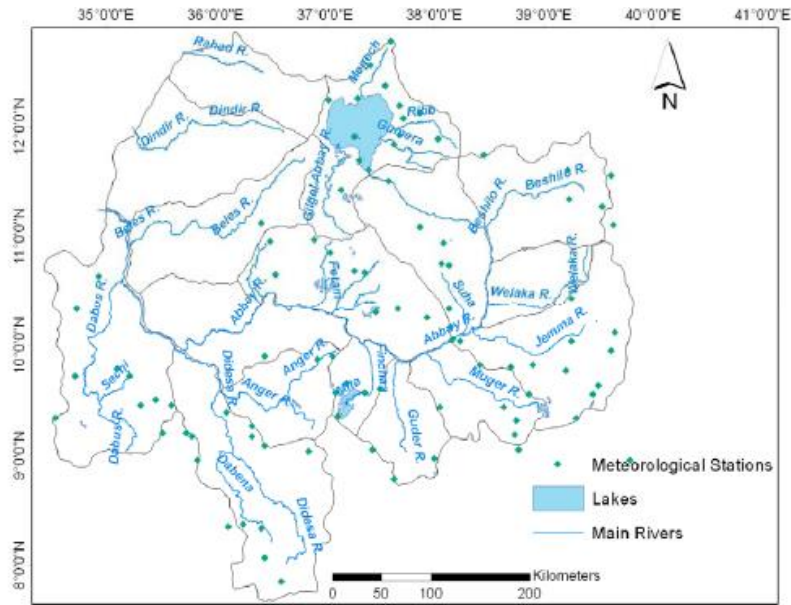 35°0'0"E 36°0'0"E 37°0'0"E 38°0'0"E 39°0'0"E 40°0'0"E 41°0'0"E
12°0'0"N
11°0'0"N
10°0'0"N
9°0'0"N
8°0'0"N
Rahad R.
Megech
N
Dindir R.
Dindir R.
Ribb
Gumera
Gilgel Abbay R.
Beshilo R.
Beshilo R.
Beles R.
Beles R.
Welaka R.
Welaka R.
Fetam
Suha
Abbay R.
Dabus R.
Abbay R.
Jemma R.
Sechi
Didesa R.
Anger R.
Anger R.
Muger R.
Guder R.
Dabus R.
Dabena
Didesa R.
Meteorological Stations
Lakes
Main Rivers
Kilometers
0 50 100 200